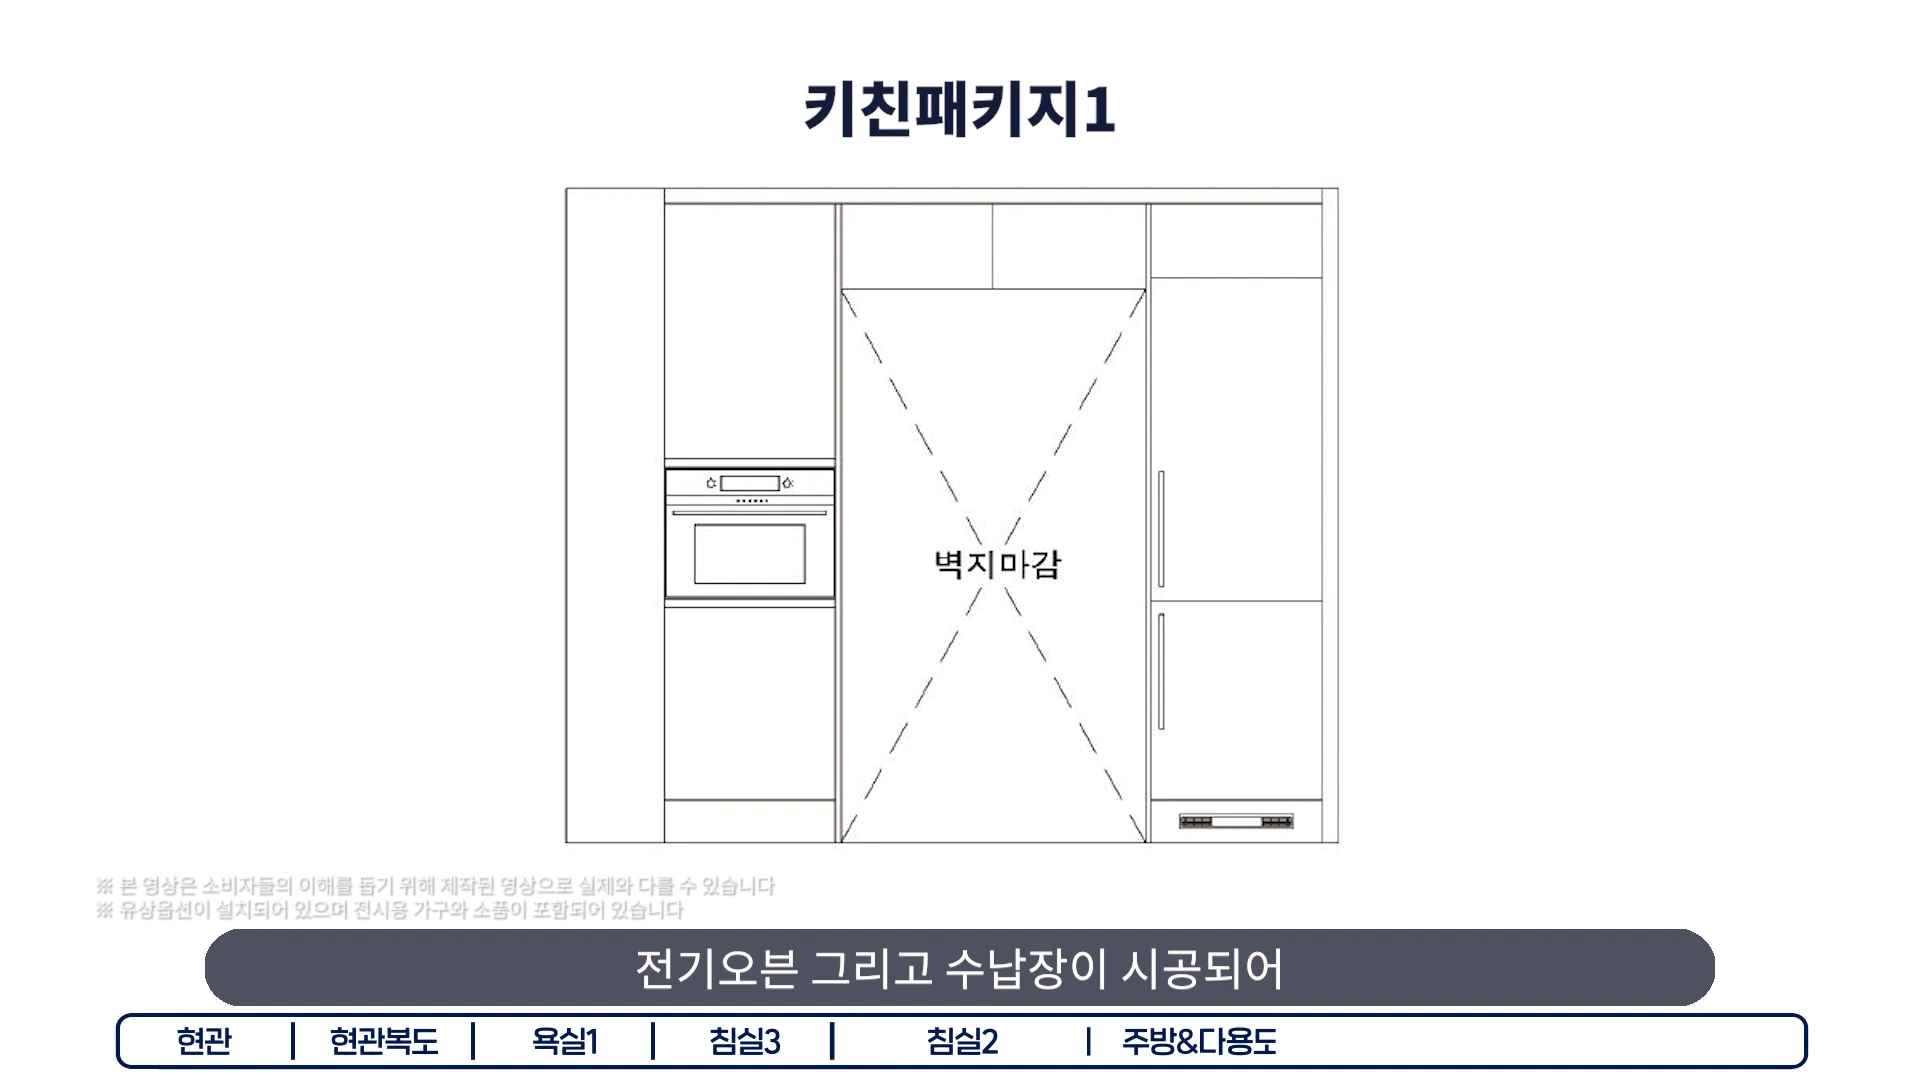 키친패키지1
벽지마감
※ 본 영상은 소비자들의 이해를 돕기 위해 제작된 영상으로 실제와 다를 수 있습니다
※ 유상옵션이 설치되어 있으며 전시용 가구와 소품이 포함되어 있습니다
전기오븐 그리고 수납장이 시공되어
현관 | 현관복도 | 욕실1 | 침실3 | 침실2 | 주방&다용도